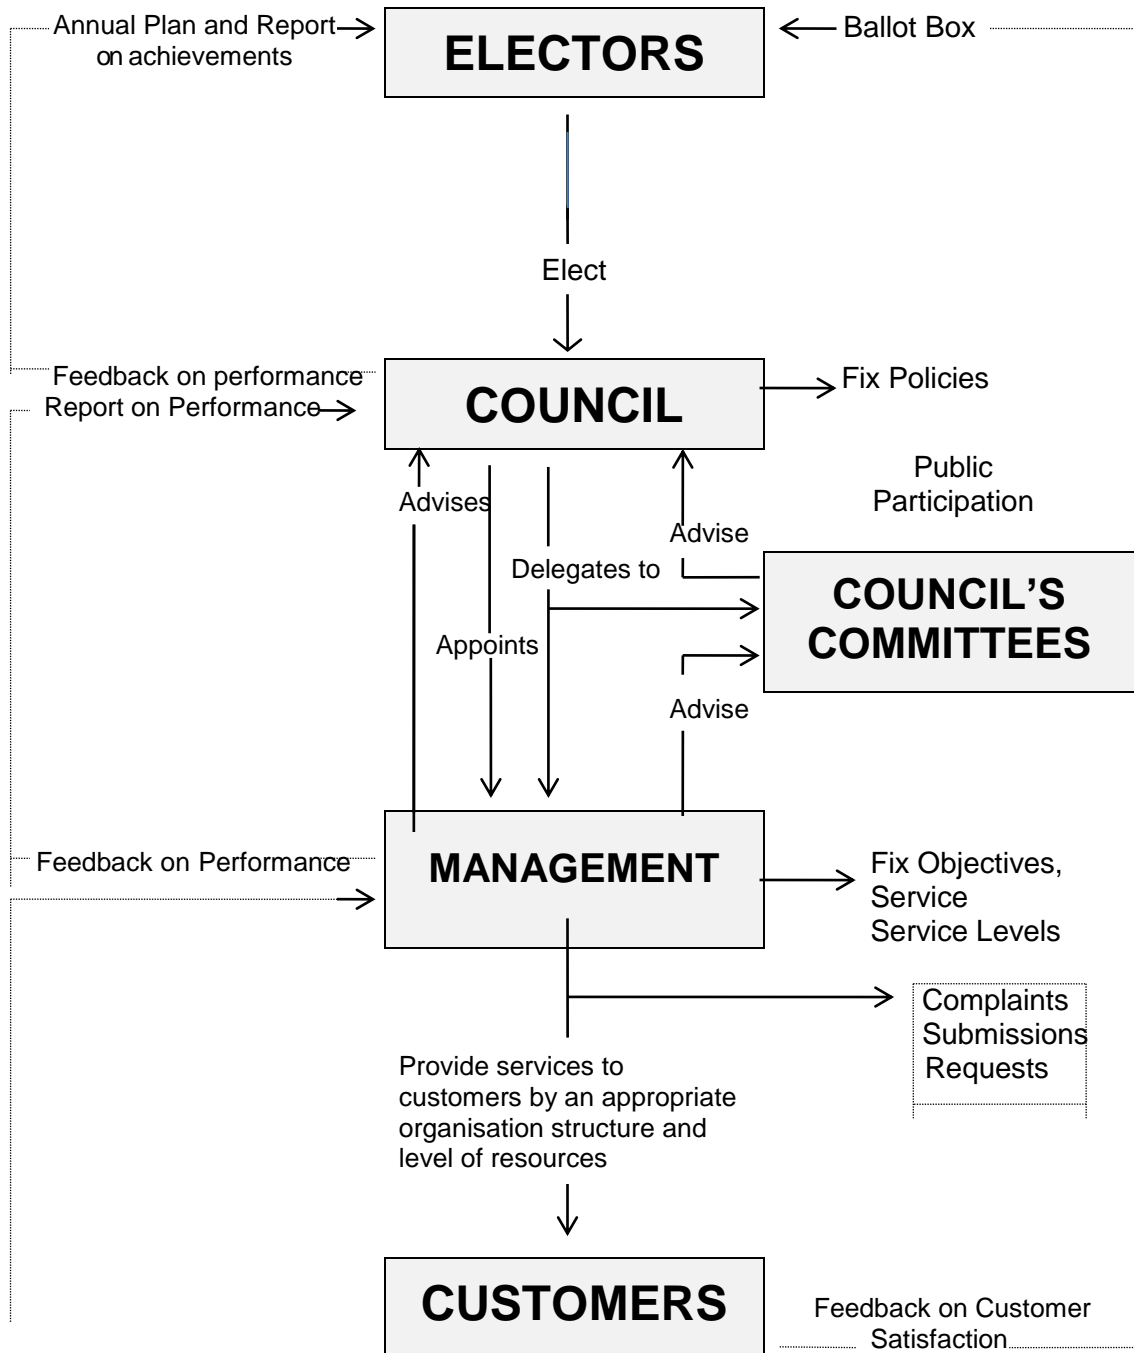 Annual Plan and Report
on achievements
ELECTORS
Ballot Box
Elect
Feedback on performance
Report on Performance
COUNCIL
Fix Policies
Public
Participation
Advises
Advise
Delegates to
COUNCIL’S
COMMITTEES
Appoints
Advise
Feedback on Performance
MANAGEMENT
Fix Objectives,
Service
Service Levels
Complaints
Submissions
Requests
Provide services to
customers by an appropriate
organisation structure and
level of resources
CUSTOMERS
Feedback on Customer
Satisfaction